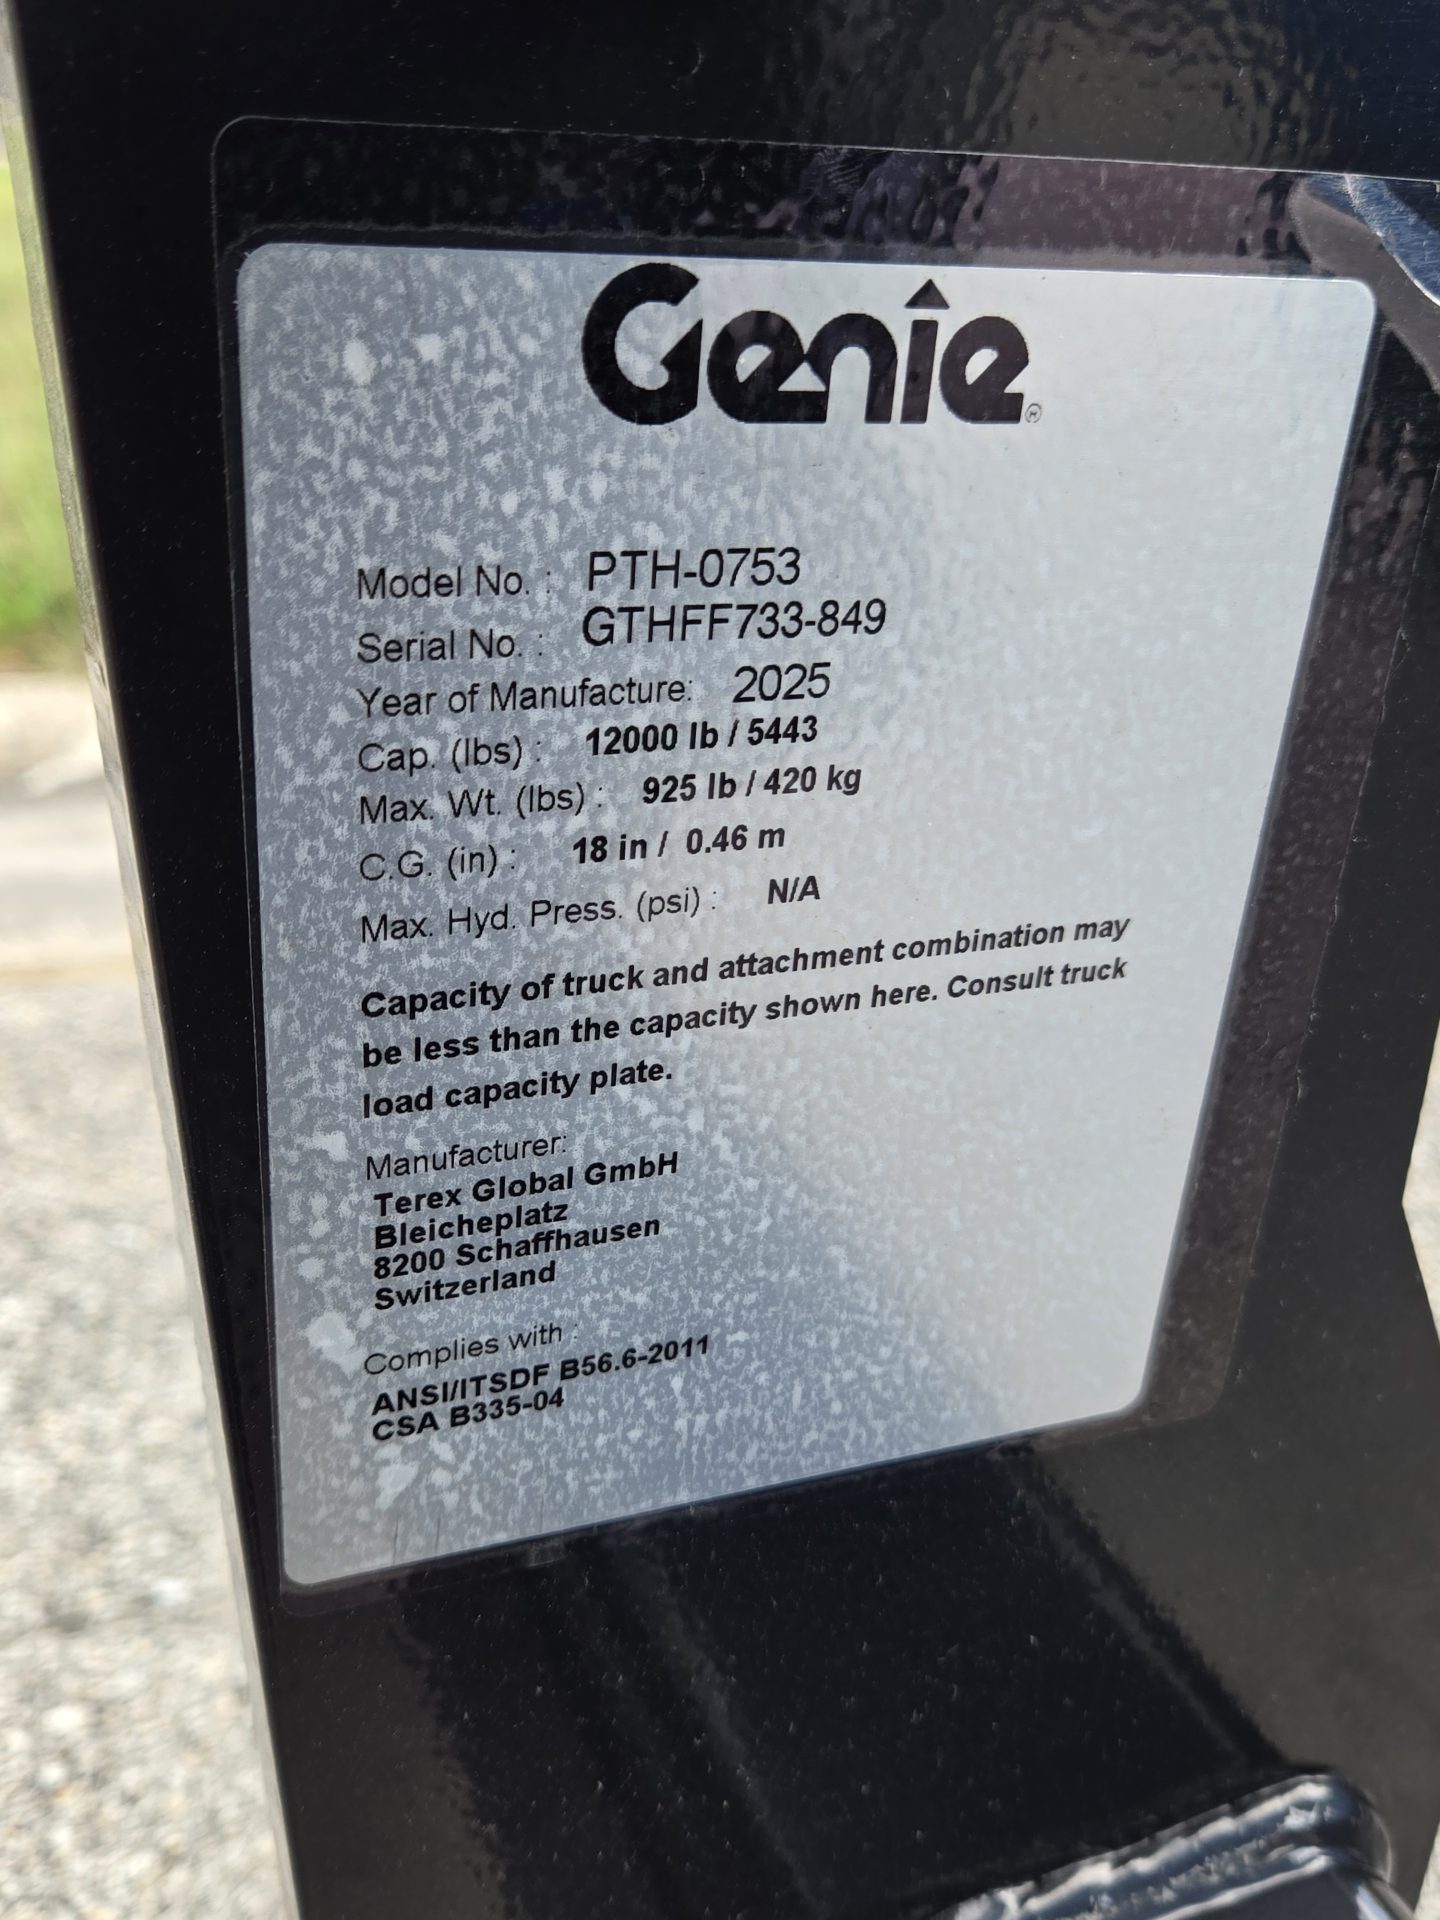 Genie®
Model No. : PTH-0753
Serial No. : GTHFF733-849
Year of Manufacture: 2025
Cap. (lbs) : 12000 lb / 5443
Max. Wt. (lbs) : 925 lb / 420 kg
C.G. (in) : 18 in / 0.46 m
Max. Hyd. Press. (psi) : N/A
Capacity of truck and attachment combination may
be less than the capacity shown here. Consult truck
load capacity plate.
Manufacturer:
Terex Global GmbH
Bleicheplatz
8200 Schaffhausen
Switzerland
Complies with :
ANSI/ITSDF B56.6-2011
CSA B335-04